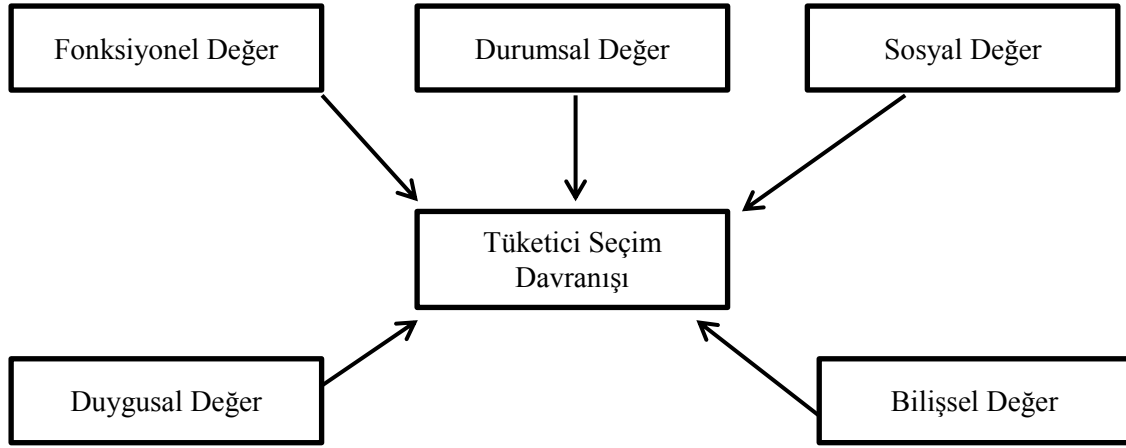 Fonksiyonel Değer
Durumsal Değer
Sosyal Değer
Tüketici Seçim
Davranışı
Duygusal Değer
Bilişsel Değer